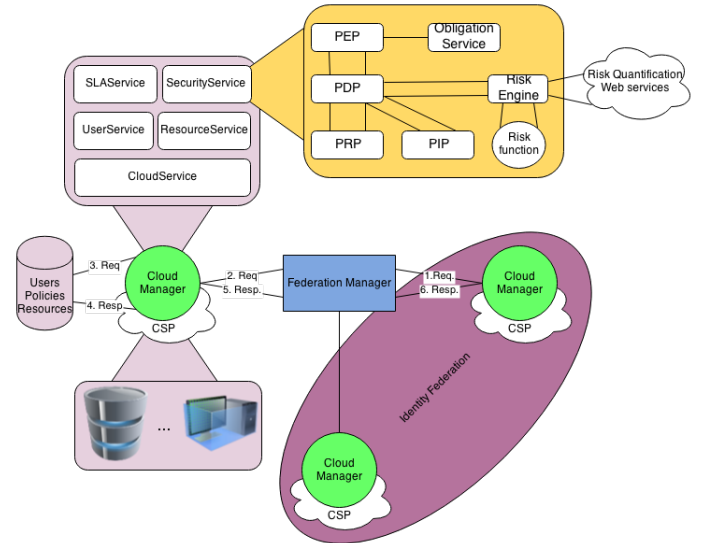 PEP
Obligation
Service
SLAService
SecurityService
PDP
Risk
Engine
Risk Quantification
Web services
UserService
ResourceService
PRP
PIP
Risk
function
CloudService
3. Req
Users
Policies
Resources
4. Resp.
Cloud
Manager
CSP
2. Req
5. Resp.
Federation Manager
1.Req.
6. Resp.
Cloud
Manager
CSP
Identity Federation
...
Cloud
Manager
CSP